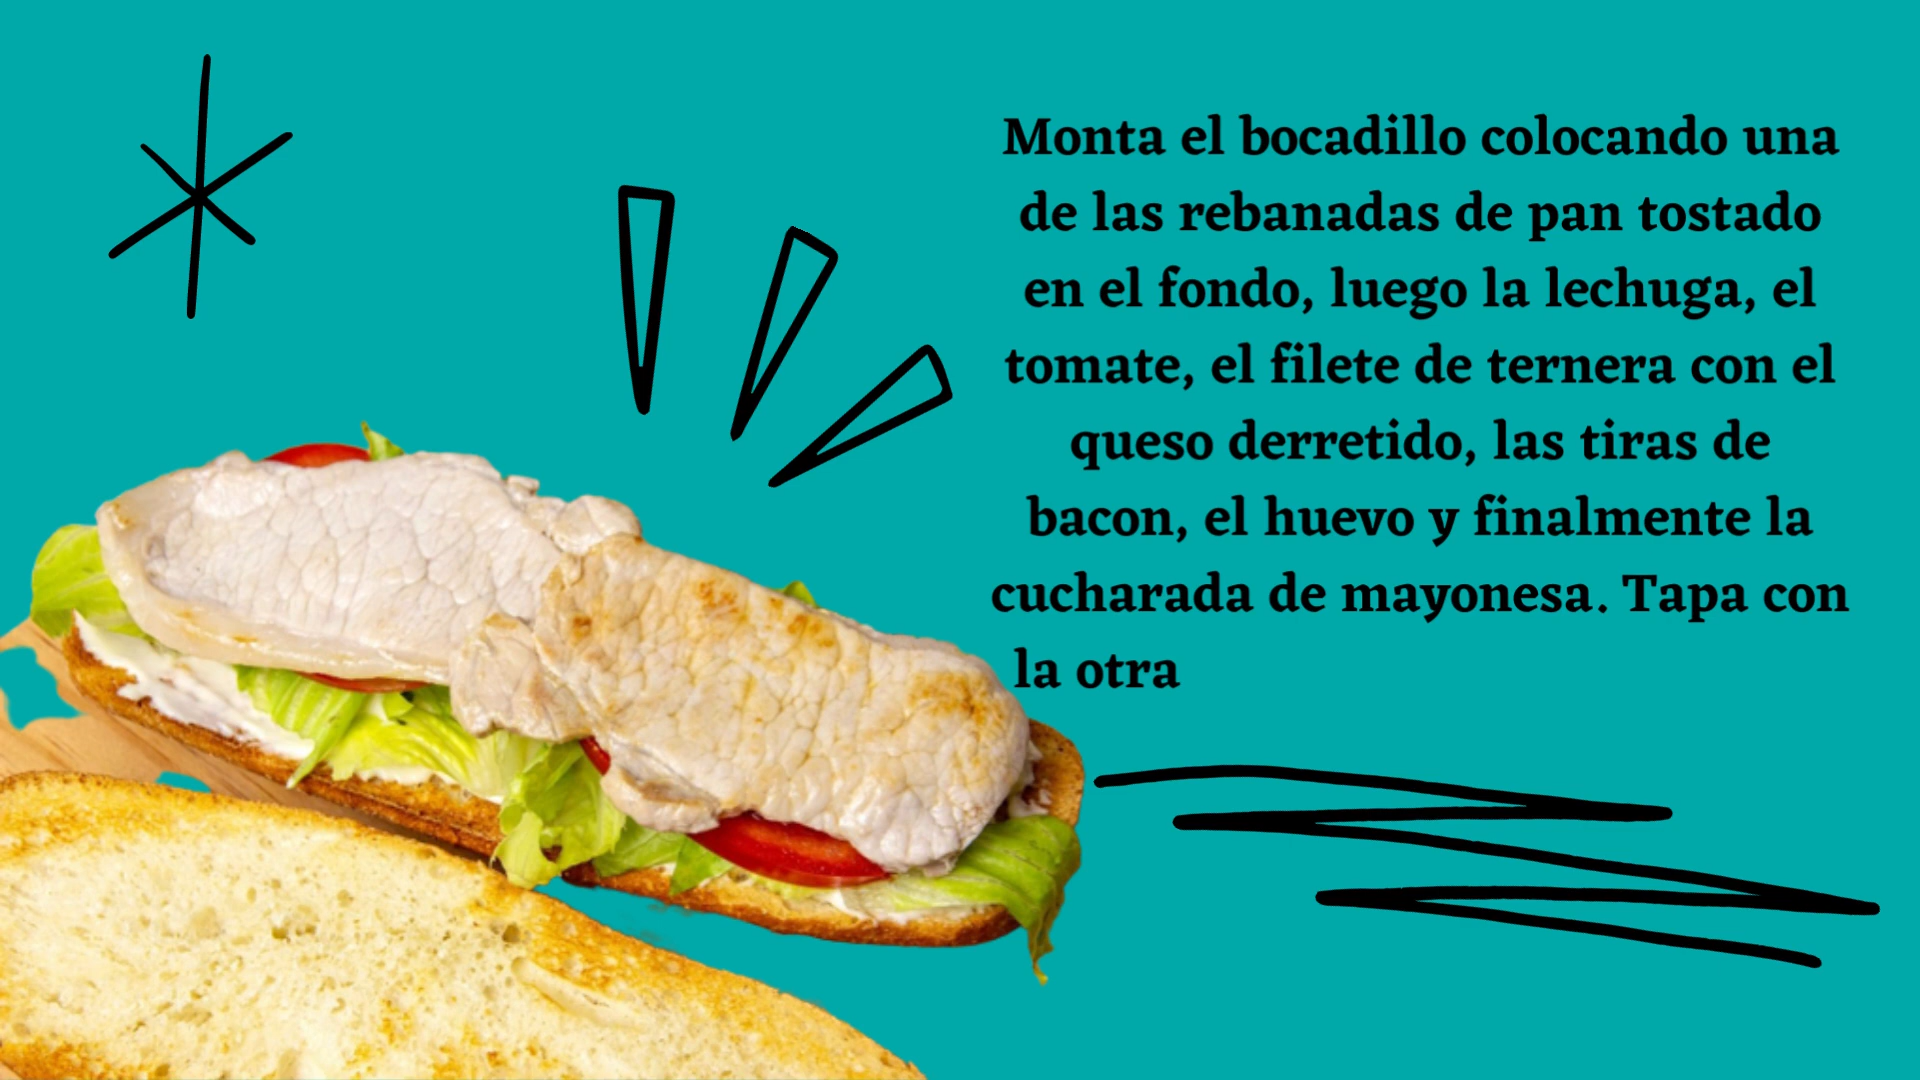 Monta el bocadillo colocando una
de las rebanadas de pan tostado
en el fondo, luego la lechuga, el
tomate, el filete de ternera con el
queso derretido, las tiras de
bacon, el huevo y finalmente la
cucharada de mayonesa. Tapa con
la otra